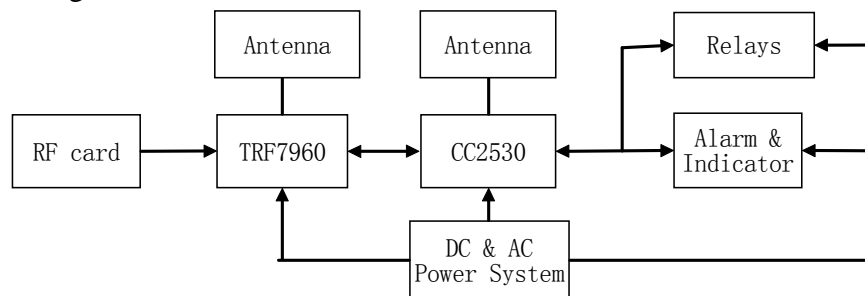 Antenna
Antenna
Relays
RF card
TRF7960
CC2530
Alarm &
Indicator
DC & AC
Power System